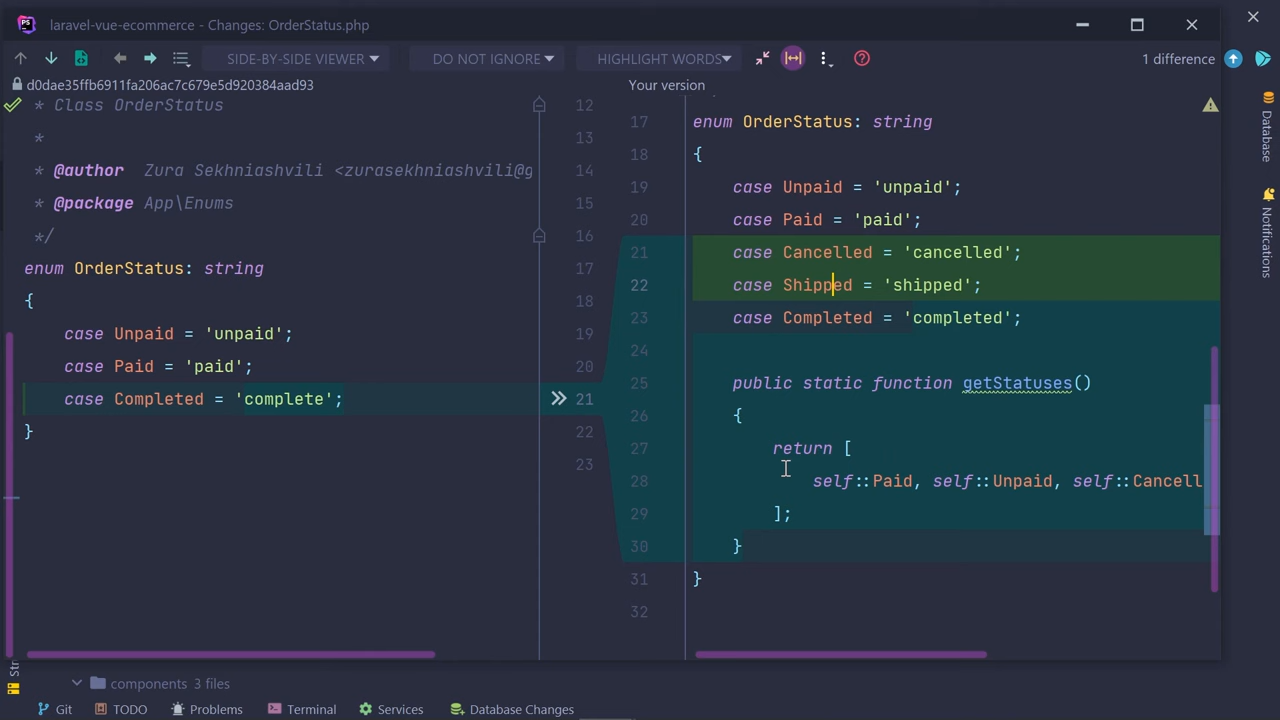 laravel-vue-ecommerce - Changes: OrderStatus.php
SIDE-BY-SIDE VIEWER
DO NOT IGNORE
HIGHLIGHT WORDS
1 difference
d0dae35ffb6911fa206ac7c679e5d920384aad93
Your version
* Class OrderStatus 12
* 13
* @author Zura Sekhniashvili <zurasekhniashvili@g 14
* @package App\Enums 15
*/ 16
enum OrderStatus: string 17
{ 18
case Unpaid = 'unpaid'; 19
case Paid = 'paid'; 20
case Completed = 'complete'; 21
} 22
23
17 enum OrderStatus: string
18 {
19 case Unpaid = 'unpaid';
20 case Paid = 'paid';
21 case Cancelled = 'cancelled';
22 case Shipped = 'shipped';
23 case Completed = 'completed';
24
25 public static function getStatuses()
26 {
27 return [
28 self::Paid, self::Unpaid, self::Cancell
29 ];
30 }
31 }
32
Database
Notifications
Str
components 3 files
Git
TODO
Problems
Terminal
Services
Database Changes